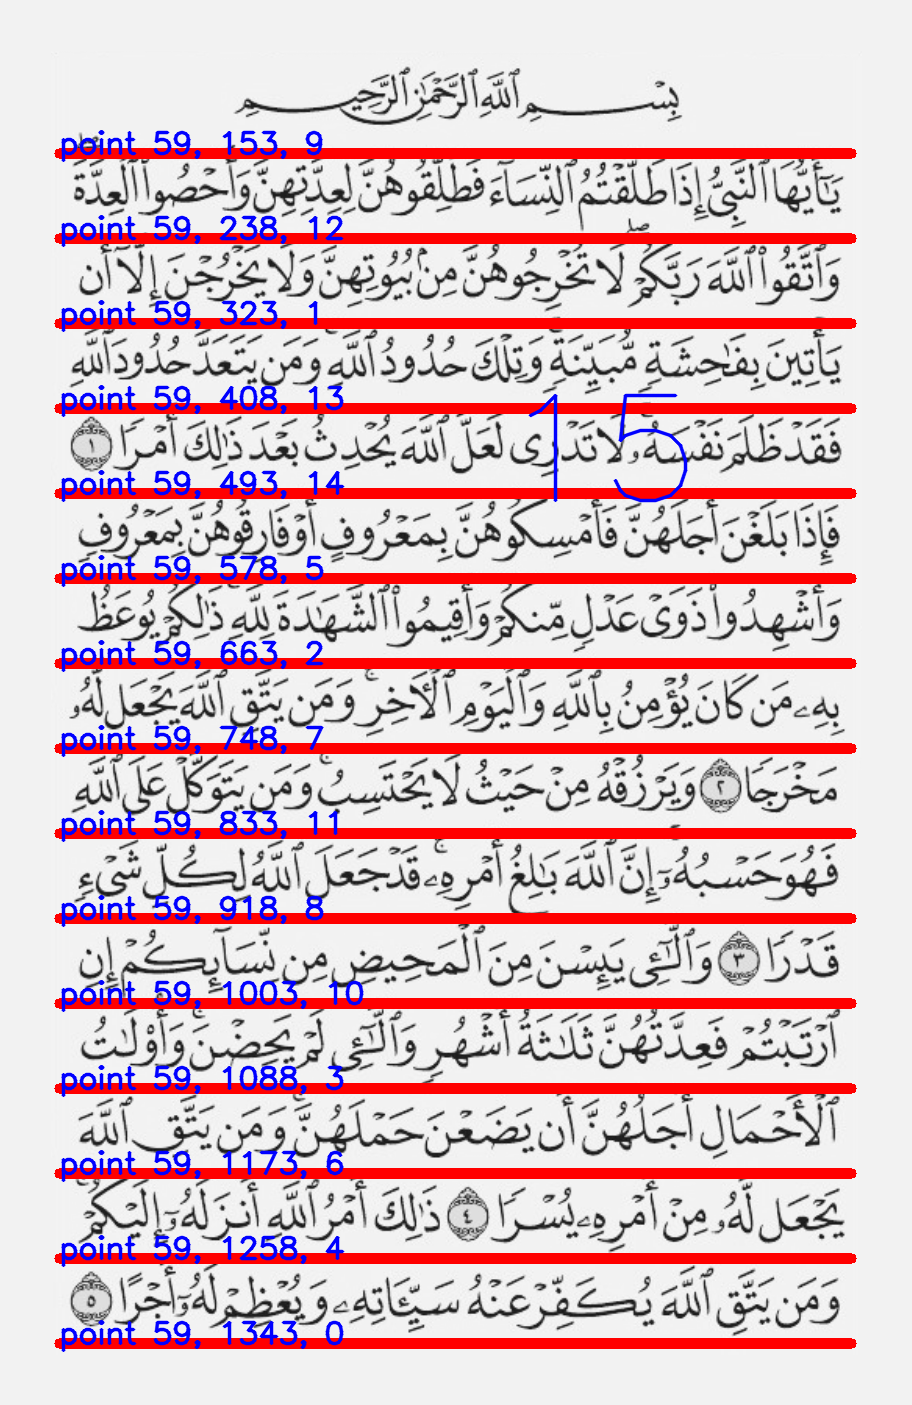 بِسْمِ ٱللَّهِ ٱلرَّحْمَٰنِ ٱلرَّحِيمِ
point 59, 153, 9
يَٰٓأَيُّهَا ٱلنَّبِىُّ إِذَا طَلَّقْتُمُ ٱلنِّسَآءَ فَطَلِّقُوهُنَّ لِعِدَّتِهِنَّ وَأَحْصُوا۟ ٱلْعِدَّةَ ۖ
point 59, 238, 12
وَٱتَّقُوا۟ ٱللَّهَ رَبَّكُمْ ۖ لَا تُخْرِجُوهُنَّ مِنۢ بُيُوتِهِنَّ وَلَا يَخْرُجْنَ إِلَّآ أَن
point 59, 323, 1
يَأْتِينَ بِفَٰحِشَةٍ مُّبَيِّنَةٍ ۚ وَتِلْكَ حُدُودُ ٱللَّهِ ۚ وَمَن يَتَعَدَّ حُدُودَ ٱللَّهِ
point 59, 408, 13
فَقَدْ ظَلَمَ نَفْسَهُۥ ۚ لَا تَدْرِى لَعَلَّ ٱللَّهَ يُحْدِثُ بَعْدَ ذَٰلِكَ أَمْرًا ١
15
point 59, 493, 14
فَإِذَا بَلَغْنَ أَجَلَهُنَّ فَأَمْسِكُوهُنَّ بِمَعْرُوفٍ أَوْ فَارِقُوهُنَّ بِمَعْرُوفٍ
point 59, 578, 5
وَأَشْهِدُوا۟ ذَوَىْ عَدْلٍ مِّنكُمْ وَأَقِيمُوا۟ ٱلشَّهَٰدَةَ لِلَّهِ ۚ ذَٰلِكُمْ يُوعَظُ
point 59, 663, 2
بِهِۦ مَن كَانَ يُؤْمِنُ بِٱللَّهِ وَٱلْيَوْمِ ٱلْءَاخِرِ ۚ وَمَن يَتَّقِ ٱللَّهَ يَجْعَل لَّهُۥ
point 59, 748, 7
مَخْرَجًا ٢ وَيَرْزُقْهُ مِنْ حَيْثُ لَا يَحْتَسِبُ ۚ وَمَن يَتَوَكَّلْ عَلَى ٱللَّهِ
point 59, 833, 11
فَهُوَ حَسْبُهُۥٓ ۚ إِنَّ ٱللَّهَ بَٰلِغُ أَمْرِهِۦ ۚ قَدْ جَعَلَ ٱللَّهُ لِكُلِّ شَىْءٍ
point 59, 918, 8
قَدْرًا ٣ وَٱلَّٰٓـِٔى يَئِسْنَ مِنَ ٱلْمَحِيضِ مِن نِّسَآئِكُمْ إِنِ
point 59, 1003, 10
ٱرْتَبْتُمْ فَعِدَّتُهُنَّ ثَلَٰثَةُ أَشْهُرٍ وَٱلَّٰٓـِٔى لَمْ يَحِضْنَ ۚ وَأُو۟لَٰتُ
point 59, 1088, 3
ٱلْأَحْمَالِ أَجَلُهُنَّ أَن يَضَعْنَ حَمْلَهُنَّ ۚ وَمَن يَتَّقِ ٱللَّهَ
point 59, 1173, 6
يَجْعَل لَّهُۥ مِنْ أَمْرِهِۦ يُسْرًا ٤ ذَٰلِكَ أَمْرُ ٱللَّهِ أَنزَلَهُۥٓ إِلَيْكُمْ ۚ
point 59, 1258, 4
وَمَن يَتَّقِ ٱللَّهَ يُكَفِّرْ عَنْهُ سَيِّـَٔاتِهِۦ وَيُعْظِمْ لَهُۥٓ أَجْرًا ٥
point 59, 1343, 0